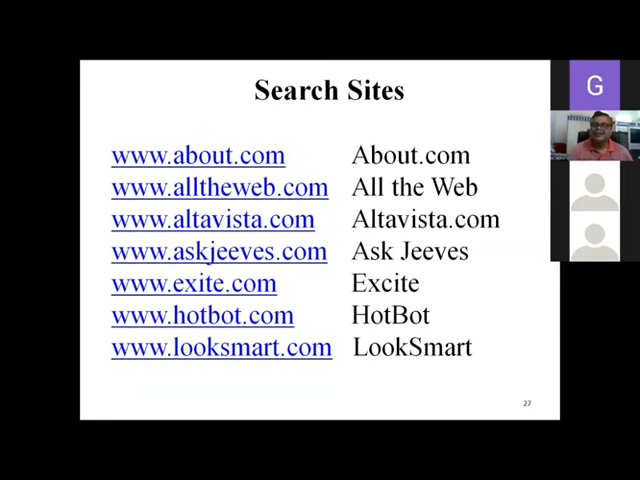 Search Sites
www.about.com About.com
www.alltheweb.com All the Web
www.altavista.com Altavista.com
www.askjeeves.com Ask Jeeves
www.exite.com Excite
www.hotbot.com HotBot
www.looksmart.com LookSmart
27
G